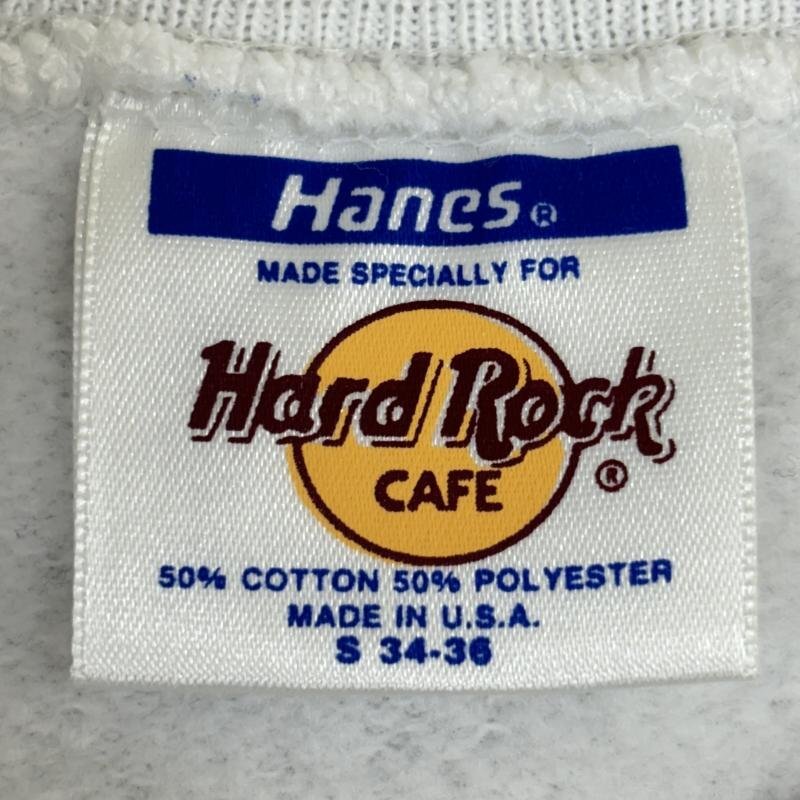 Hanes®
MADE SPECIALLY FOR
Hard Rock
CAFE ®
50% COTTON 50% POLYESTER
MADE IN U.S.A.
S 34-36